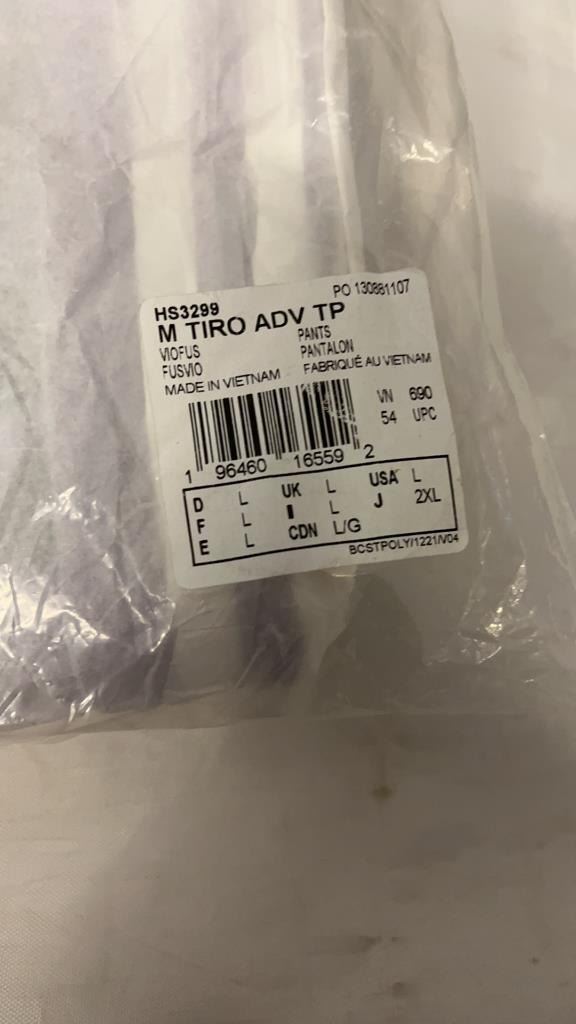 HS3299 PO 130881107
M TIRO ADV TP
VIOFUS PANTS
FUSVIO PANTALON
MADE IN VIETNAM FABRIQUÉ AU VIETNAM
VN 690
54 UPC
1 96460 16559 2
D L UK L USA L
F L I L J 2XL
E L CDN L/G
BCSTPOLY/1221/V04